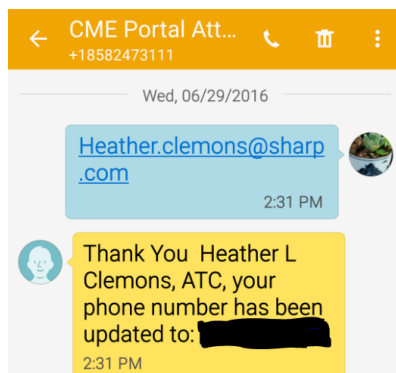 CME Portal Att...
+18582473111
Wed, 06/29/2016
Heather.clemons@sharp
.com
2:31 PM
Thank You  Heather L
Clemons, ATC, your
phone number has been
updated to:
2:31 PM